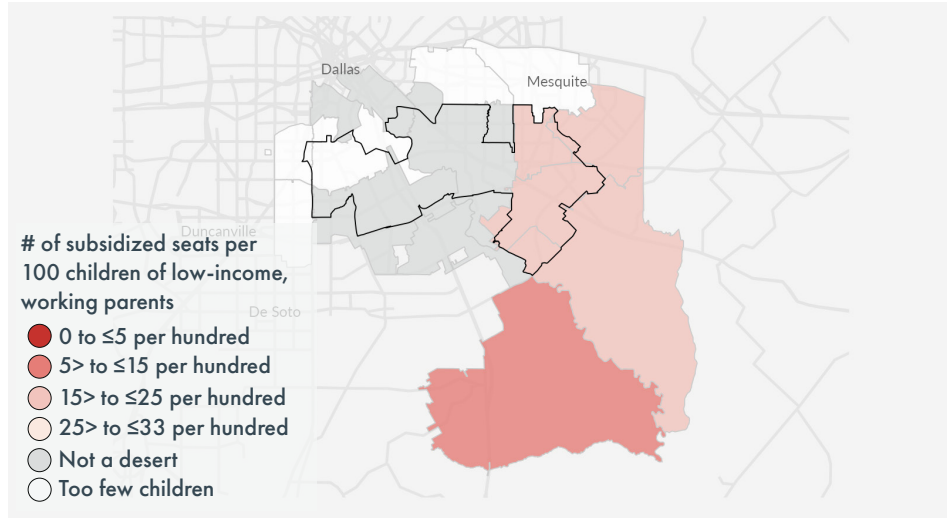 Dallas
Mesquite
Duncanville
# of subsidized seats per
100 children of low-income,
working parents
De Soto
0 to ≤5 per hundred
5> to ≤15 per hundred
15> to ≤25 per hundred
25> to ≤33 per hundred
Not a desert
Too few children